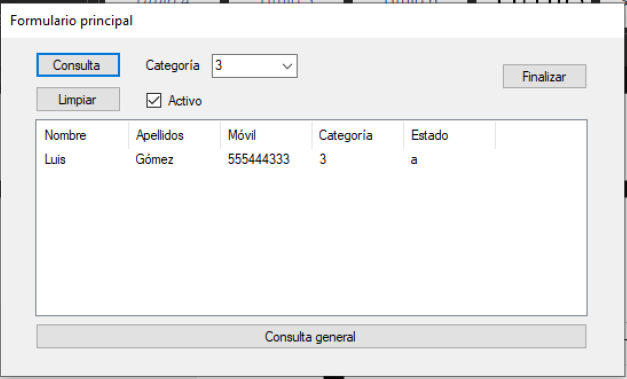 Formulario principal
Consulta
Categoría
3
Finalizar
Limpiar
Activo
Nombre Apellidos Móvil Categoría Estado
Luis Gómez 555444333 3 a
Consulta general